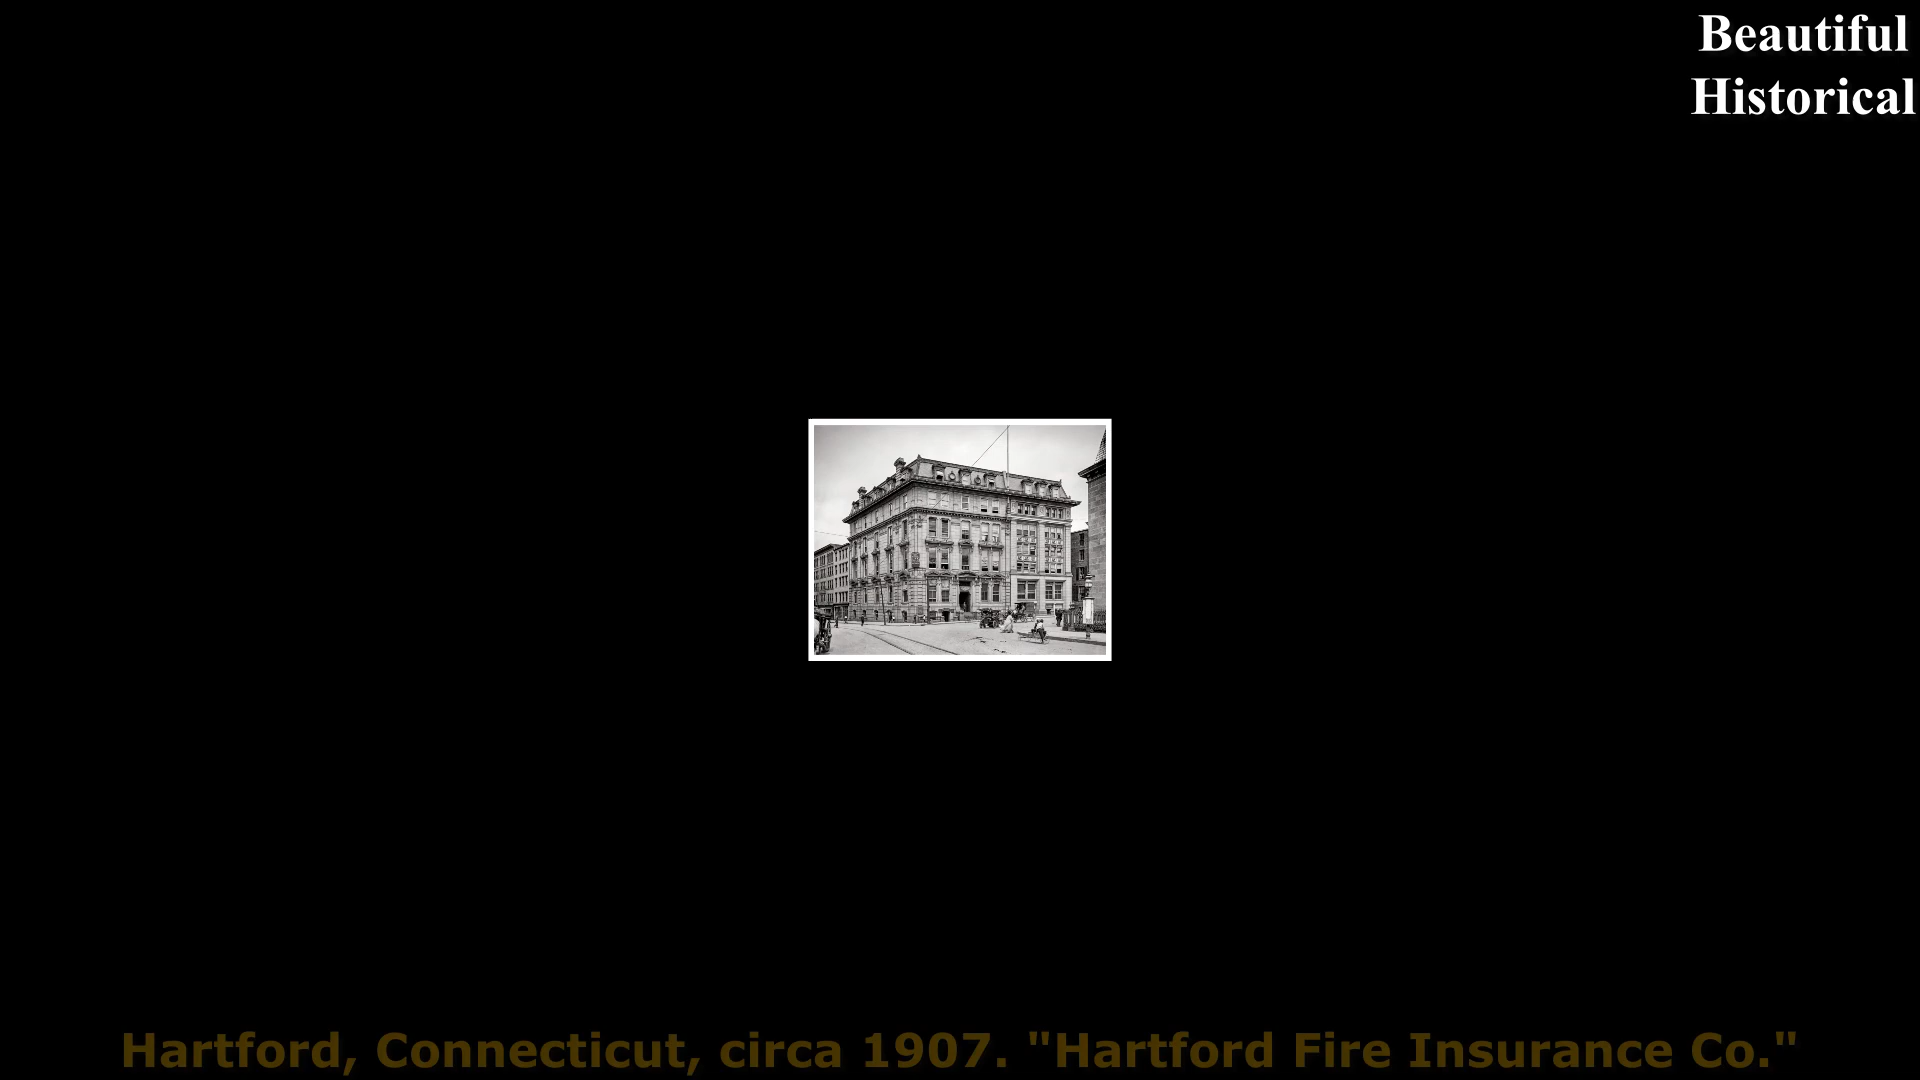 Beautiful
Historical
Hartford, Connecticut, circa 1907. "Hartford Fire Insurance Co."